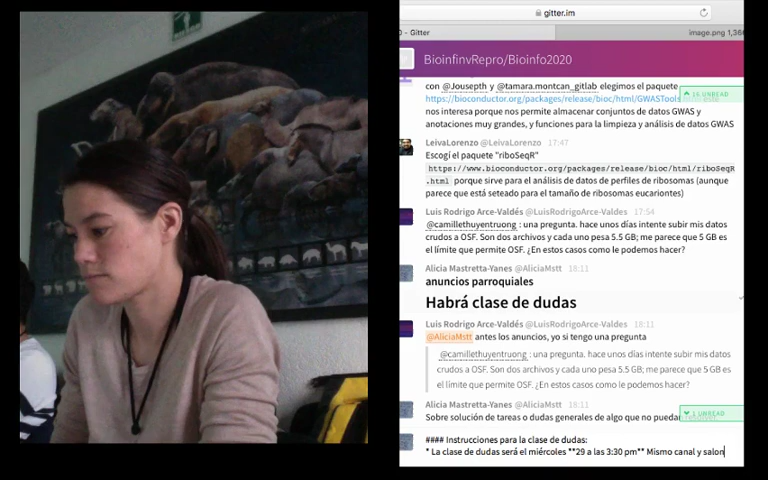 gitter.im
0 - Gitter
image.png 1,36
BioinfinvRepro/Bioinfo2020
con @Jousepth y @tamara.montcan_gitlab elegimos el paquete
1k UNREAD
https://bioconductor.org/packages/release/bioc/html/GWASTools
nos interesa porque nos permite almacenar conjuntos de datos GWAS y
anotaciones muy grandes, y funciones para la limpieza y análisis de datos GWAS
LeivaLorenzo @LeivaLorenzo 17:47
Escogí el paquete "riboSeqR"
https://www.bioconductor.org/packages/release/bioc/html/riboSeqR
.html porque sirve para el análisis de datos de perfiles de ribosomas (aunque
parece que está seteado para el tamaño de ribosomas eucariontes)
Luis Rodrigo Arce-Valdés @LuisRodrigoArce-Valdes 17:54
@camillethuyentruong : una pregunta. hace unos días intente subir mis datos
crudos a OSF. Son dos archivos y cada uno pesa 5.5 GB; me parece que 5 GB es
el límite que permite OSF. ¿En estos casos como le podemos hacer?
Alicia Mastretta-Yanes @AliciaMstt 18:11
anuncios parroquiales
Habrá clase de dudas
Luis Rodrigo Arce-Valdés @LuisRodrigoArce-Valdes 18:11
@AliciaMstt antes los anuncios, yo si tengo una pregunta
@camillethuyentruong : una pregunta. hace unos días intente subir mis datos
crudos a OSF. Son dos archivos y cada uno pesa 5.5 GB; me parece que 5 GB es
el límite que permite OSF. ¿En estos casos como le podemos hacer?
Alicia Mastretta-Yanes @AliciaMstt 18:11
1 UNREAD
Sobre solución de tareas o dudas generales de algo que no puedan
#### Instrucciones para la clase de dudas:
* La clase de dudas será el miércoles **29 a las 3:30 pm** Mismo canal y salon